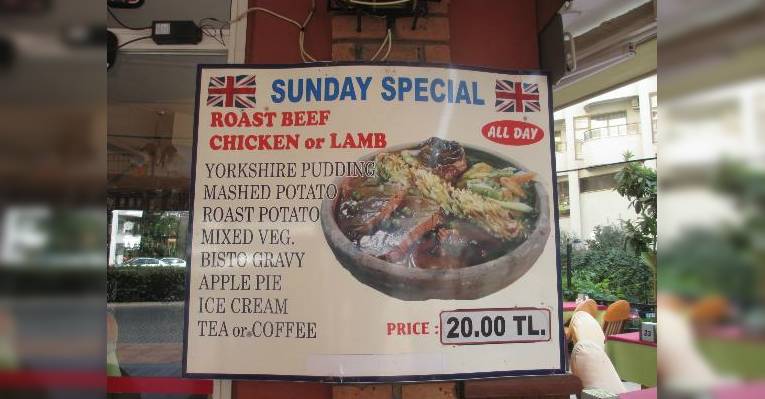 SUNDAY SPECIAL
ROAST BEEF
CHICKEN or LAMB
ALL DAY
YORKSHIRE PUDDING
MASHED POTATO
ROAST POTATO
MIXED VEG.
BISTO GRAVY
APPLE PIE
ICE CREAM
TEA or COFFEE
PRICE : 20.00 TL.